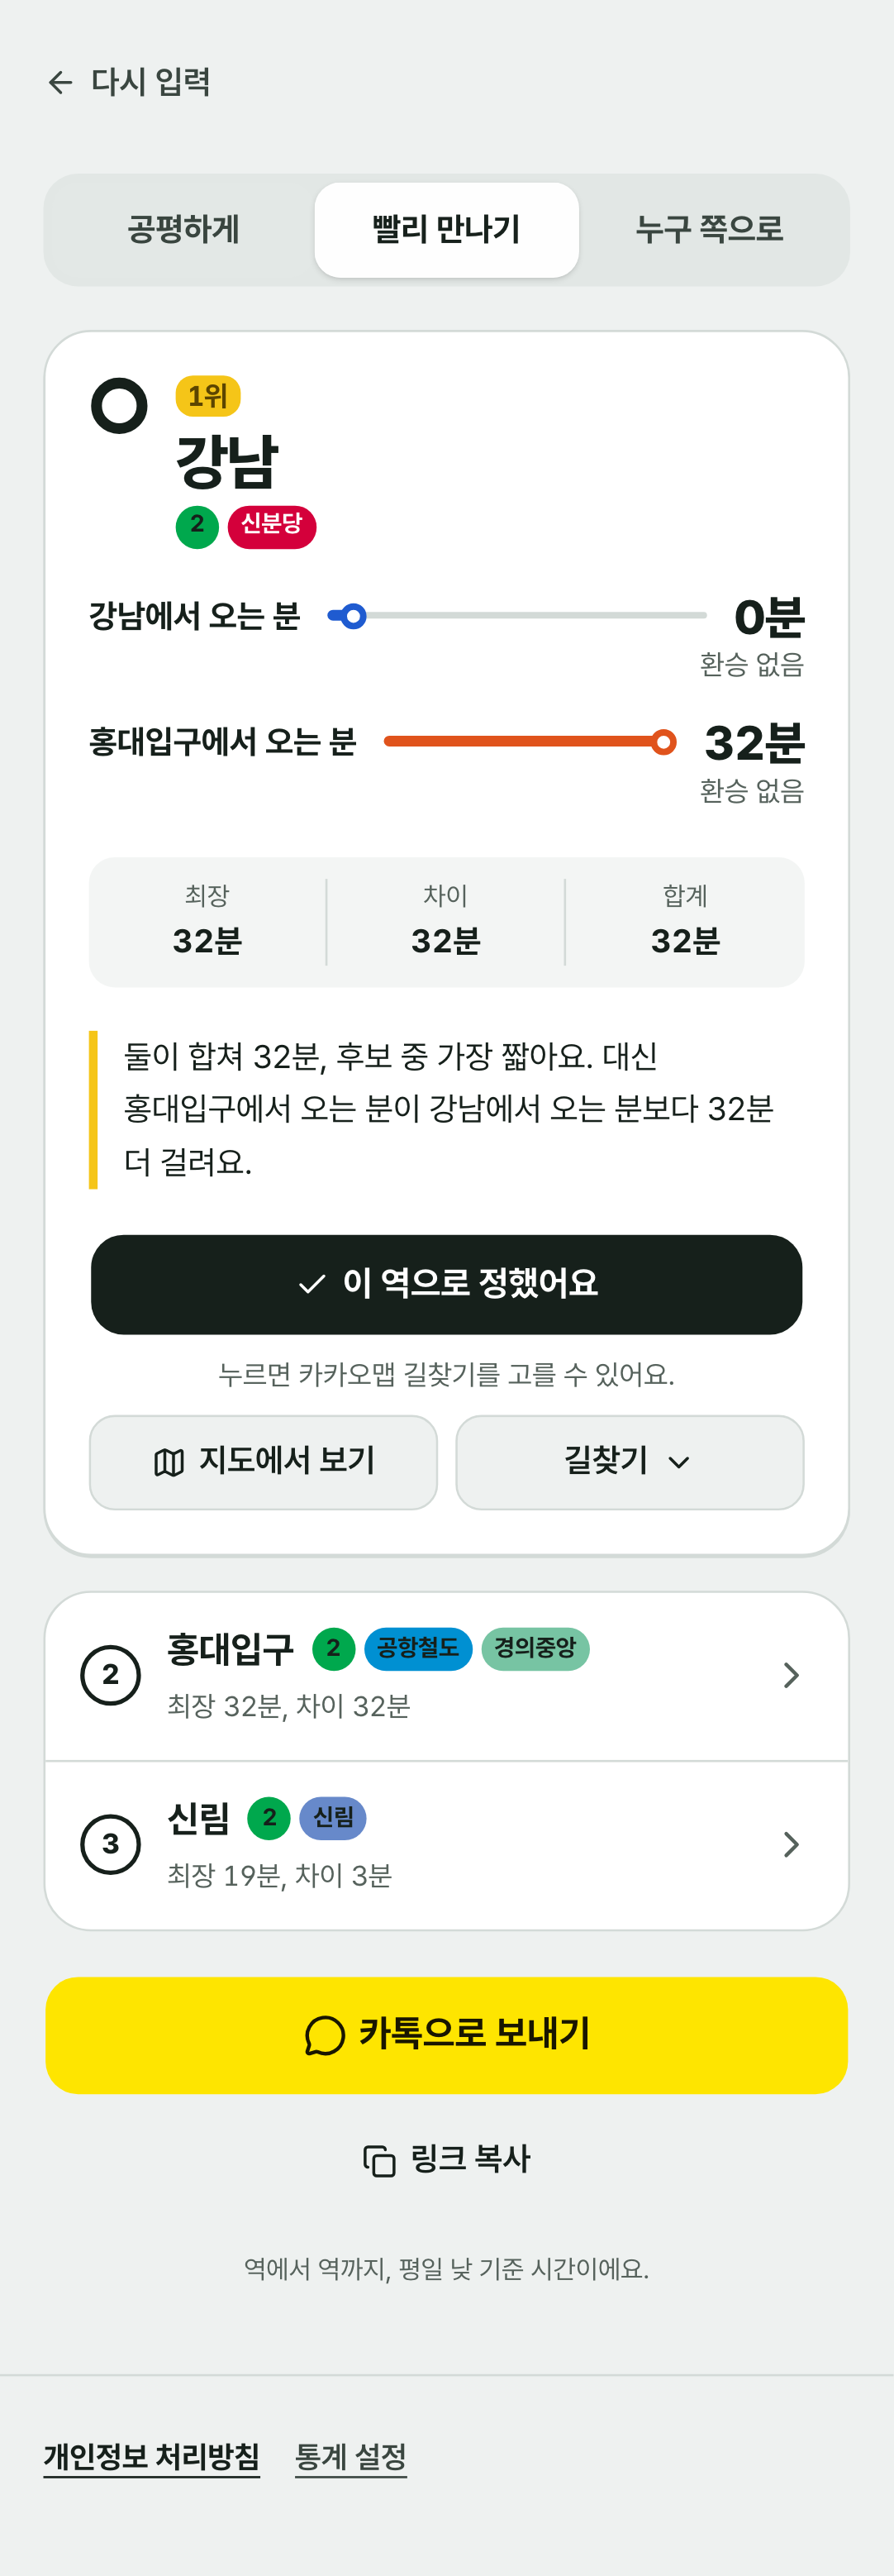 다시 입력
공평하게 빨리 만나기 누구 쪽으로
1위
강남
2 신분당
강남에서 오는 분 0분
환승 없음
홍대입구에서 오는 분 32분
환승 없음
최장 차이 합계
32분 32분 32분
둘이 합쳐 32분, 후보 중 가장 짧아요. 대신
홍대입구에서 오는 분이 강남에서 오는 분보다 32분
더 걸려요.
이 역으로 정했어요
누르면 카카오맵 길찾기를 고를 수 있어요.
지도에서 보기 길찾기
2 홍대입구 2 공항철도 경의중앙
최장 32분, 차이 32분
3 신림 2 신림
최장 19분, 차이 3분
카톡으로 보내기
링크 복사
역에서 역까지, 평일 낮 기준 시간이에요.
개인정보 처리방침 통계 설정